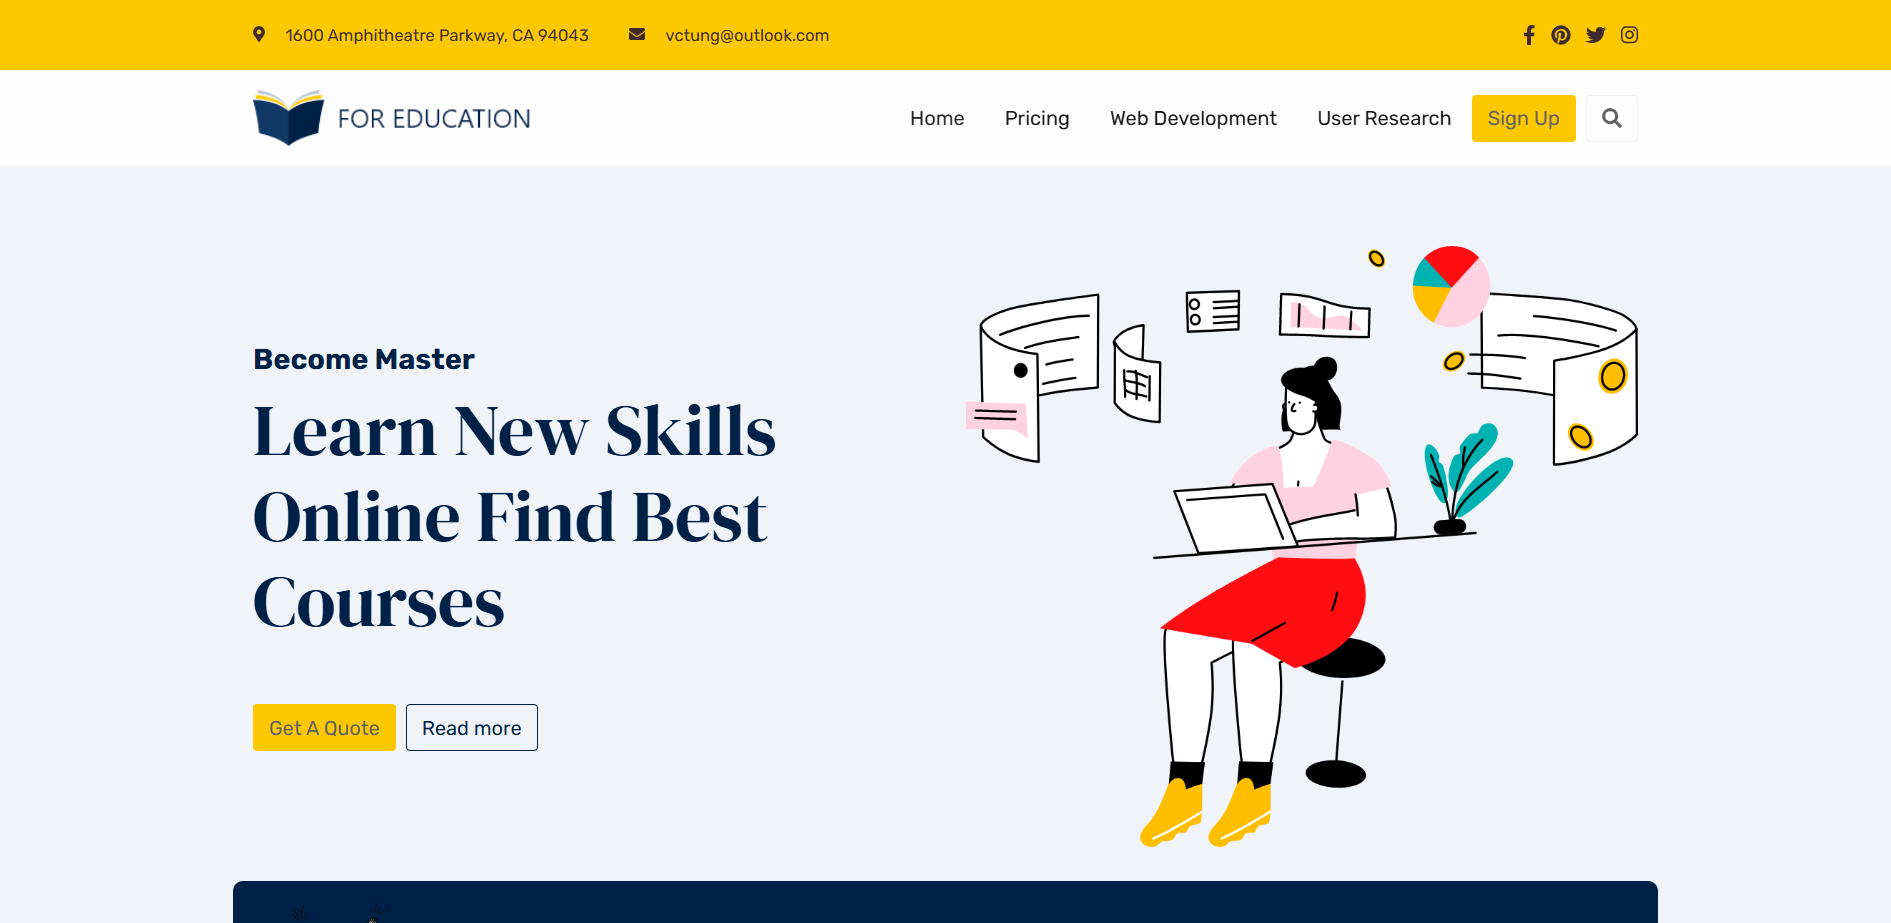 1600 Amphitheatre Parkway, CA 94043 vctung@outlook.com
FOR EDUCATION
Home Pricing Web Development User Research Sign Up
Become Master
Learn New Skills
Online Find Best
Courses
Get A Quote Read more